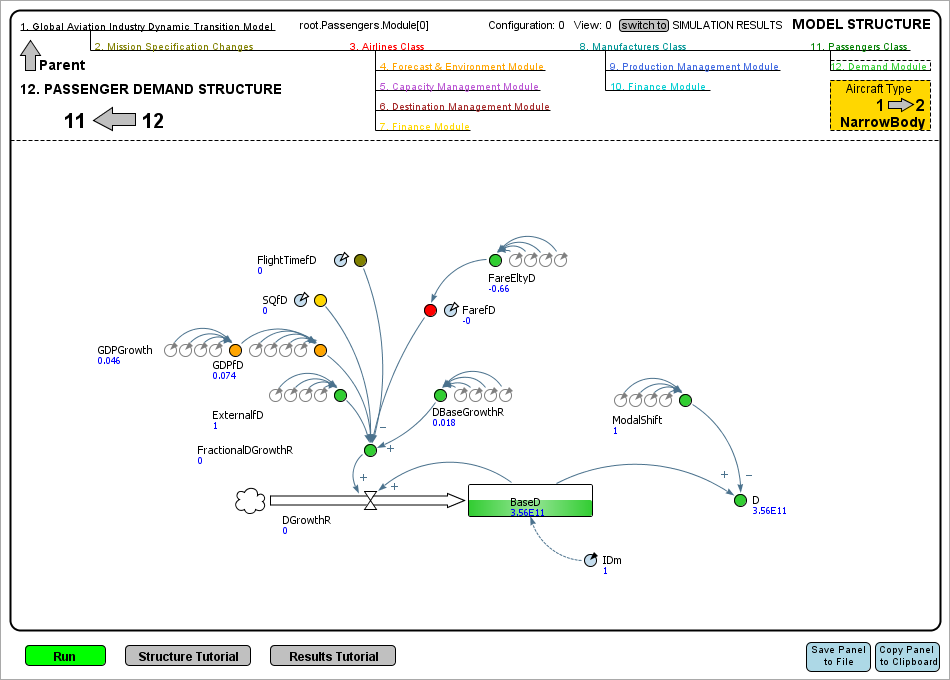 1. Global Aviation Industry Dynamic Transition Model
root.Passengers.Module[0]
Configuration: 0 View: 0 switch to SIMULATION RESULTS
MODEL STRUCTURE
2. Mission Specification Changes
3. Airlines Class
8. Manufacturers Class
11. Passengers Class
Parent
4. Forecast & Environment Module
9. Production Management Module
12. Demand Module
12. PASSENGER DEMAND STRUCTURE
5. Capacity Management Module
10. Finance Module
Aircraft Type
1 2
NarrowBody
6. Destination Management Module
11 12
7. Finance Module
FlightTimefD
0
FareEltyD
-0.66
SQfD
0
FarefD
-0
GDPGrowth
0.046
GDPfD
0.074
ExternalfD
1
DBaseGrowthR
0.018
ModalShift
1
FractionalDGrowthR
0
−
+
+
+
+
−
BaseD
3.56E11
D
3.56E11
DGrowthR
0
IDm
1
Run
Structure Tutorial
Results Tutorial
Save Panel
to File
Copy Panel
to Clipboard